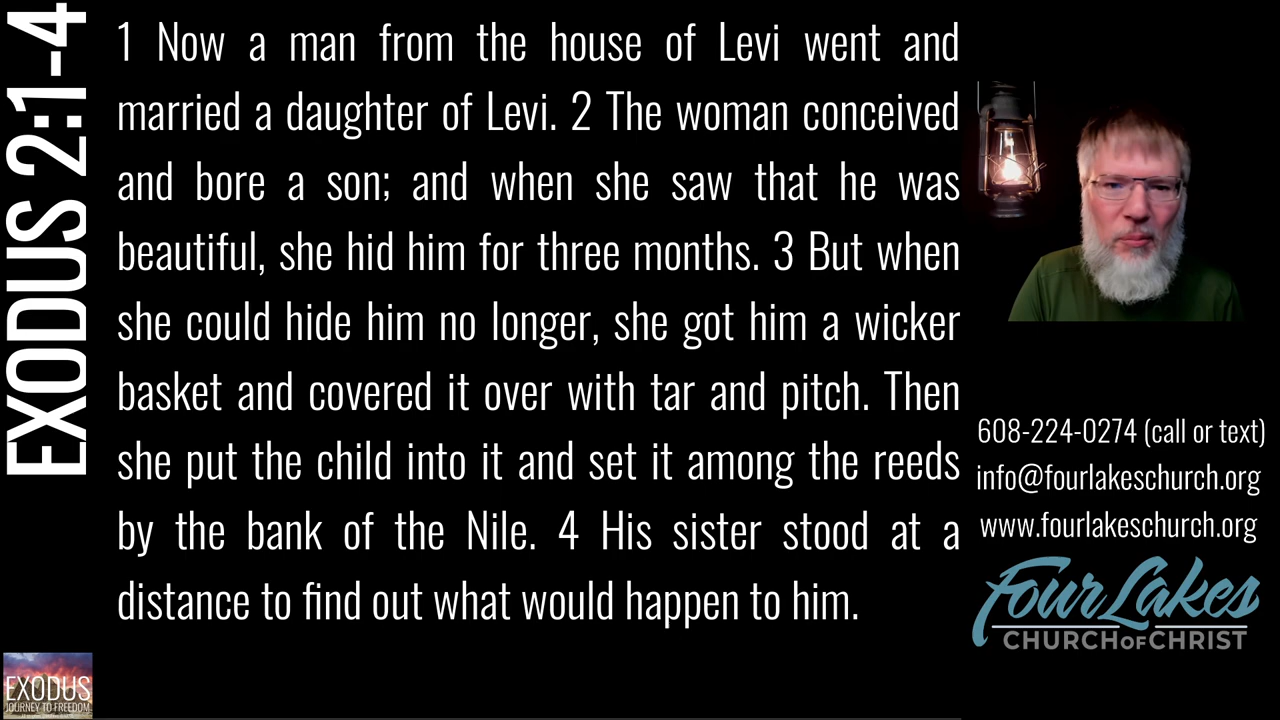 EXODUS 2:1-4
1 Now a man from the house of Levi went and
married a daughter of Levi. 2 The woman conceived
and bore a son; and when she saw that he was
beautiful, she hid him for three months. 3 But when
she could hide him no longer, she got him a wicker
basket and covered it over with tar and pitch. Then
she put the child into it and set it among the reeds
by the bank of the Nile. 4 His sister stood at a
distance to find out what would happen to him.
608-224-0274 (call or text)
info@fourlakeschurch.org
www.fourlakeschurch.org
Four Lakes
CHURCH OF CHRIST
EXODUS
JOURNEY TO FREEDOM